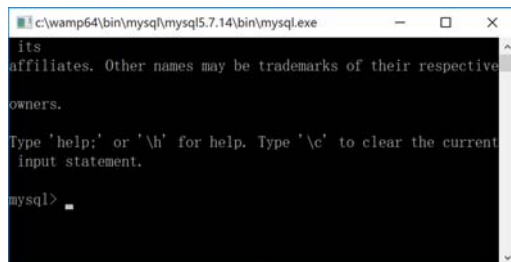 c:\wamp64\bin\mysql\mysql5.7.14\bin\mysql.exe
its
affiliates. Other names may be trademarks of their respective
owners.
Type 'help;' or '\h' for help. Type '\c' to clear the current
input statement.
mysql>